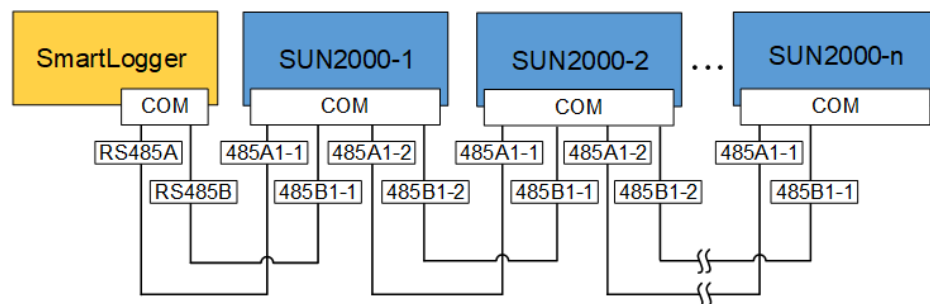 SmartLogger
SUN2000-1
SUN2000-2
...
SUN2000-n
COM
COM
COM
COM
RS485A
485A1-1
485A1-2
485A1-1
485A1-2
485A1-1
RS485B
485B1-1
485B1-2
485B1-1
485B1-2
485B1-1